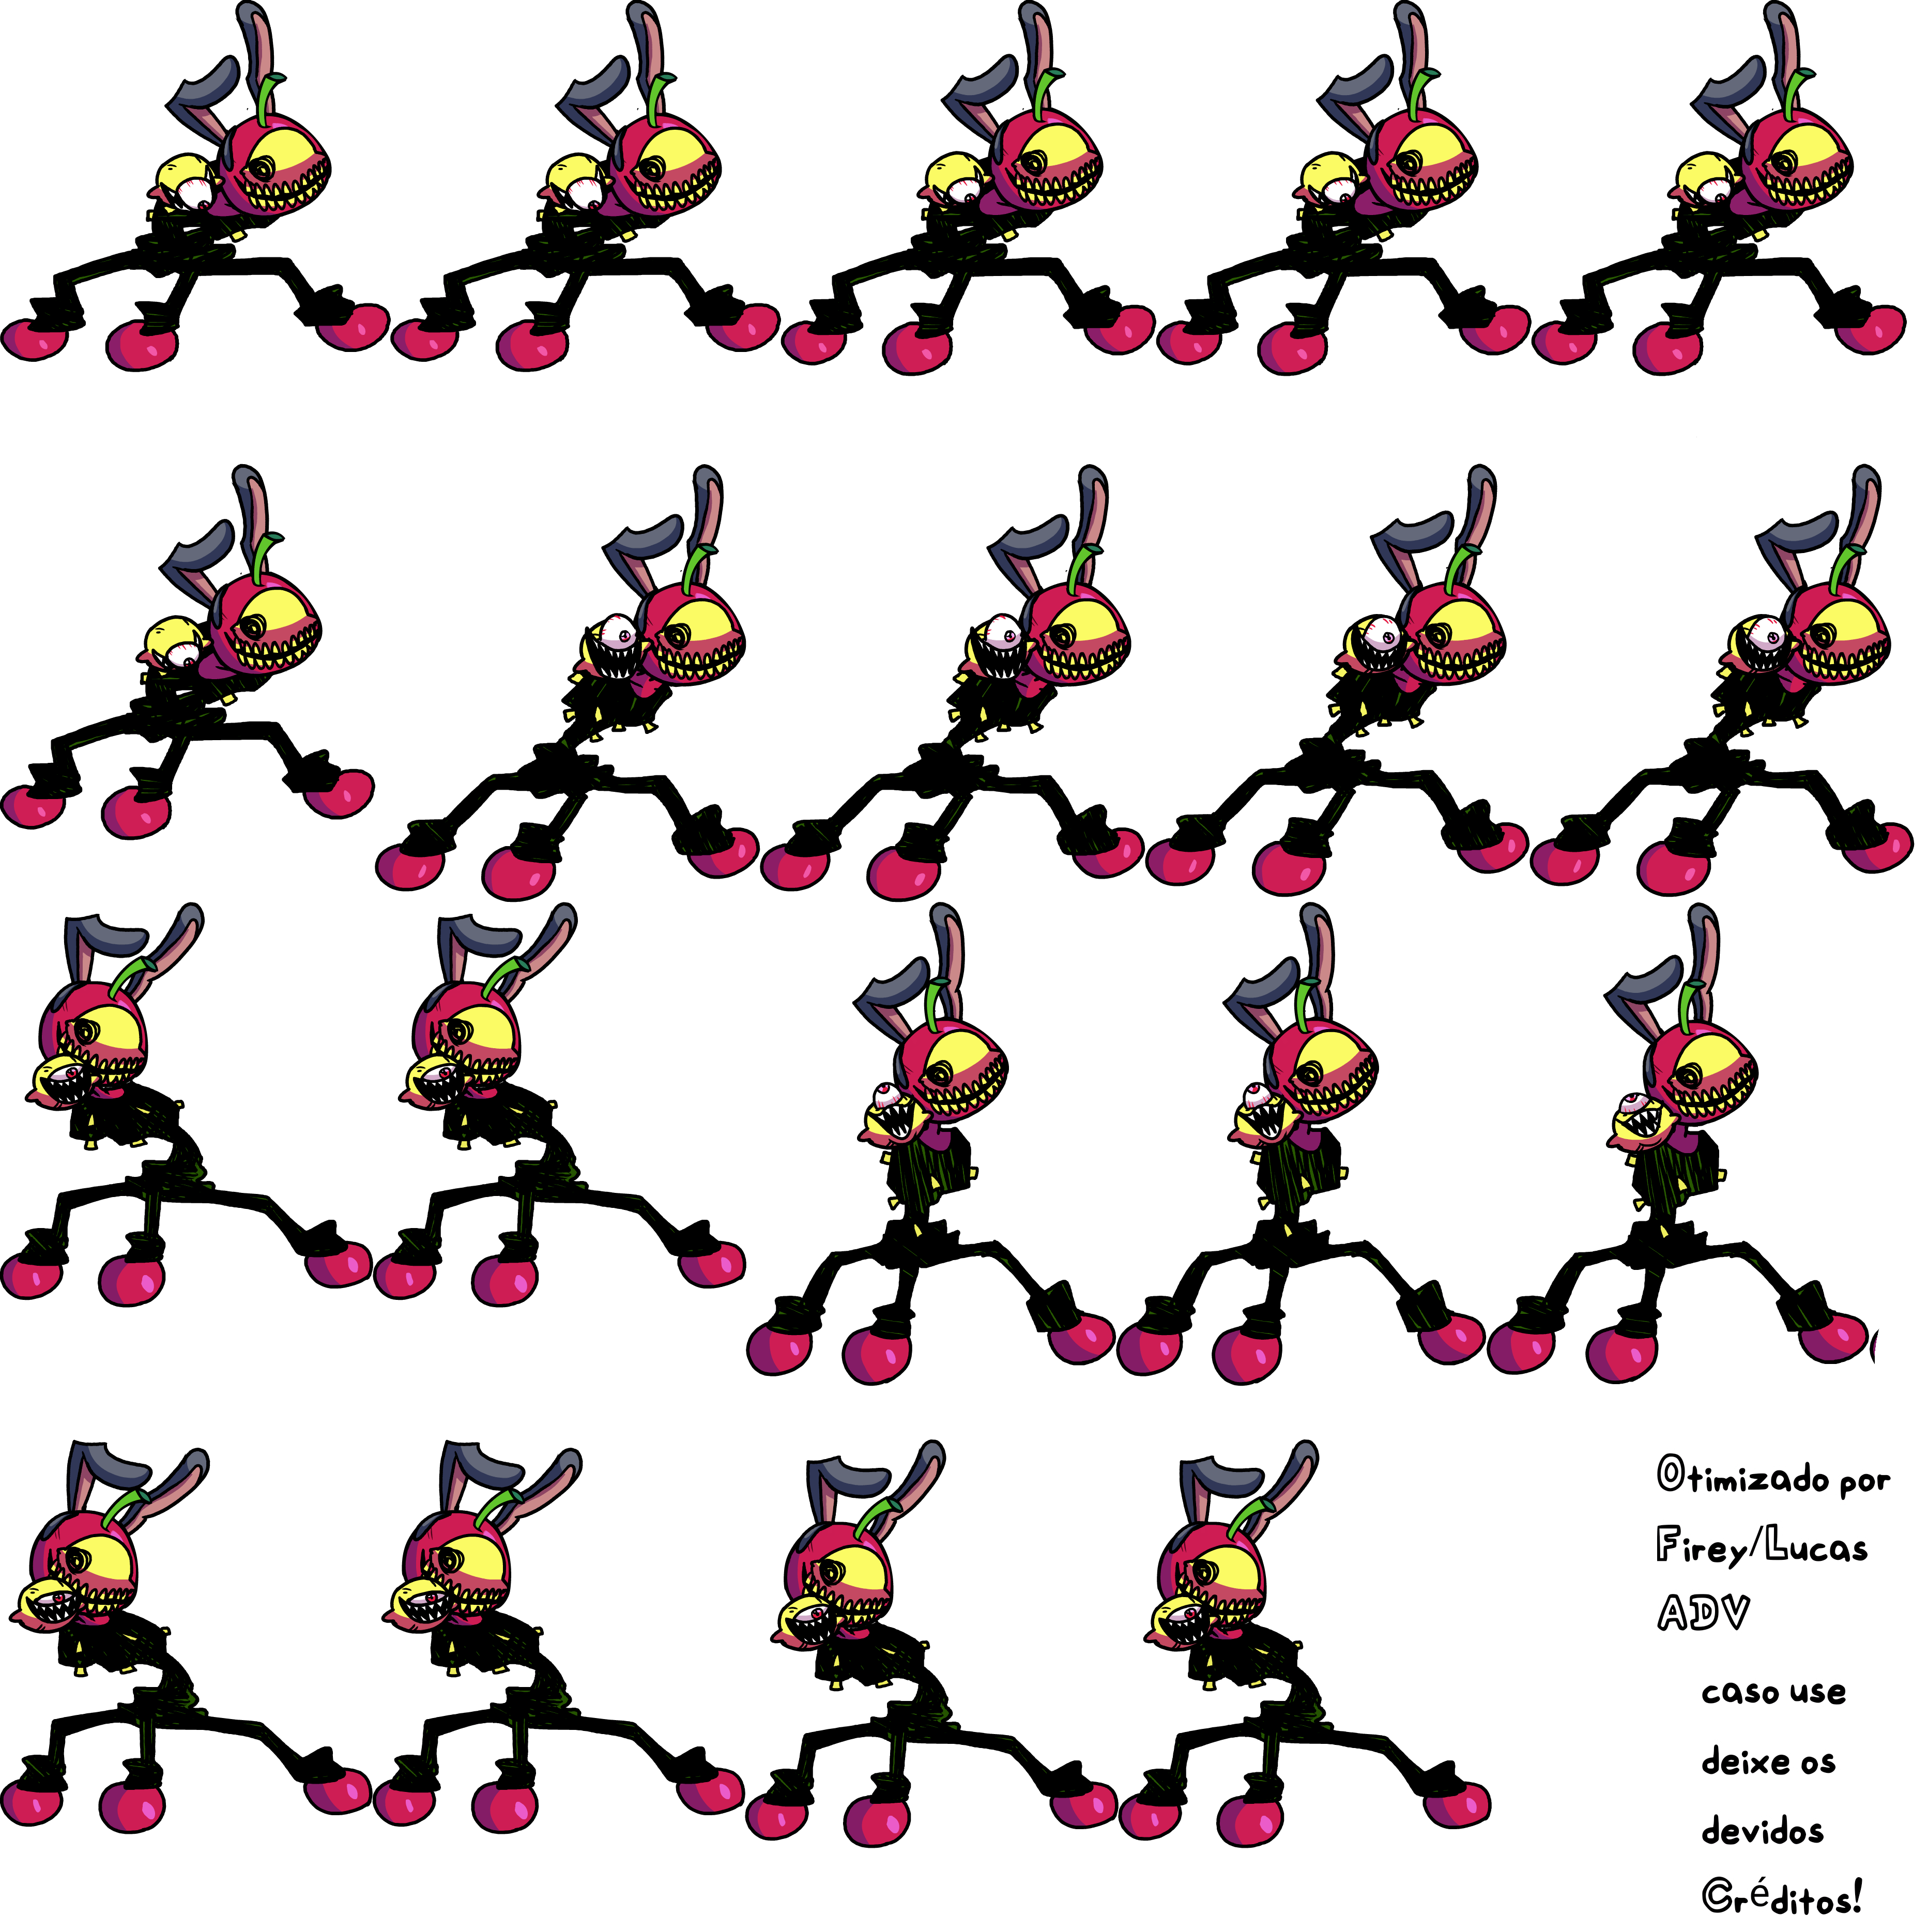 Otimizado por
Firey/Lucas
ADV
caso use
deixe os
devidos
Créditos!